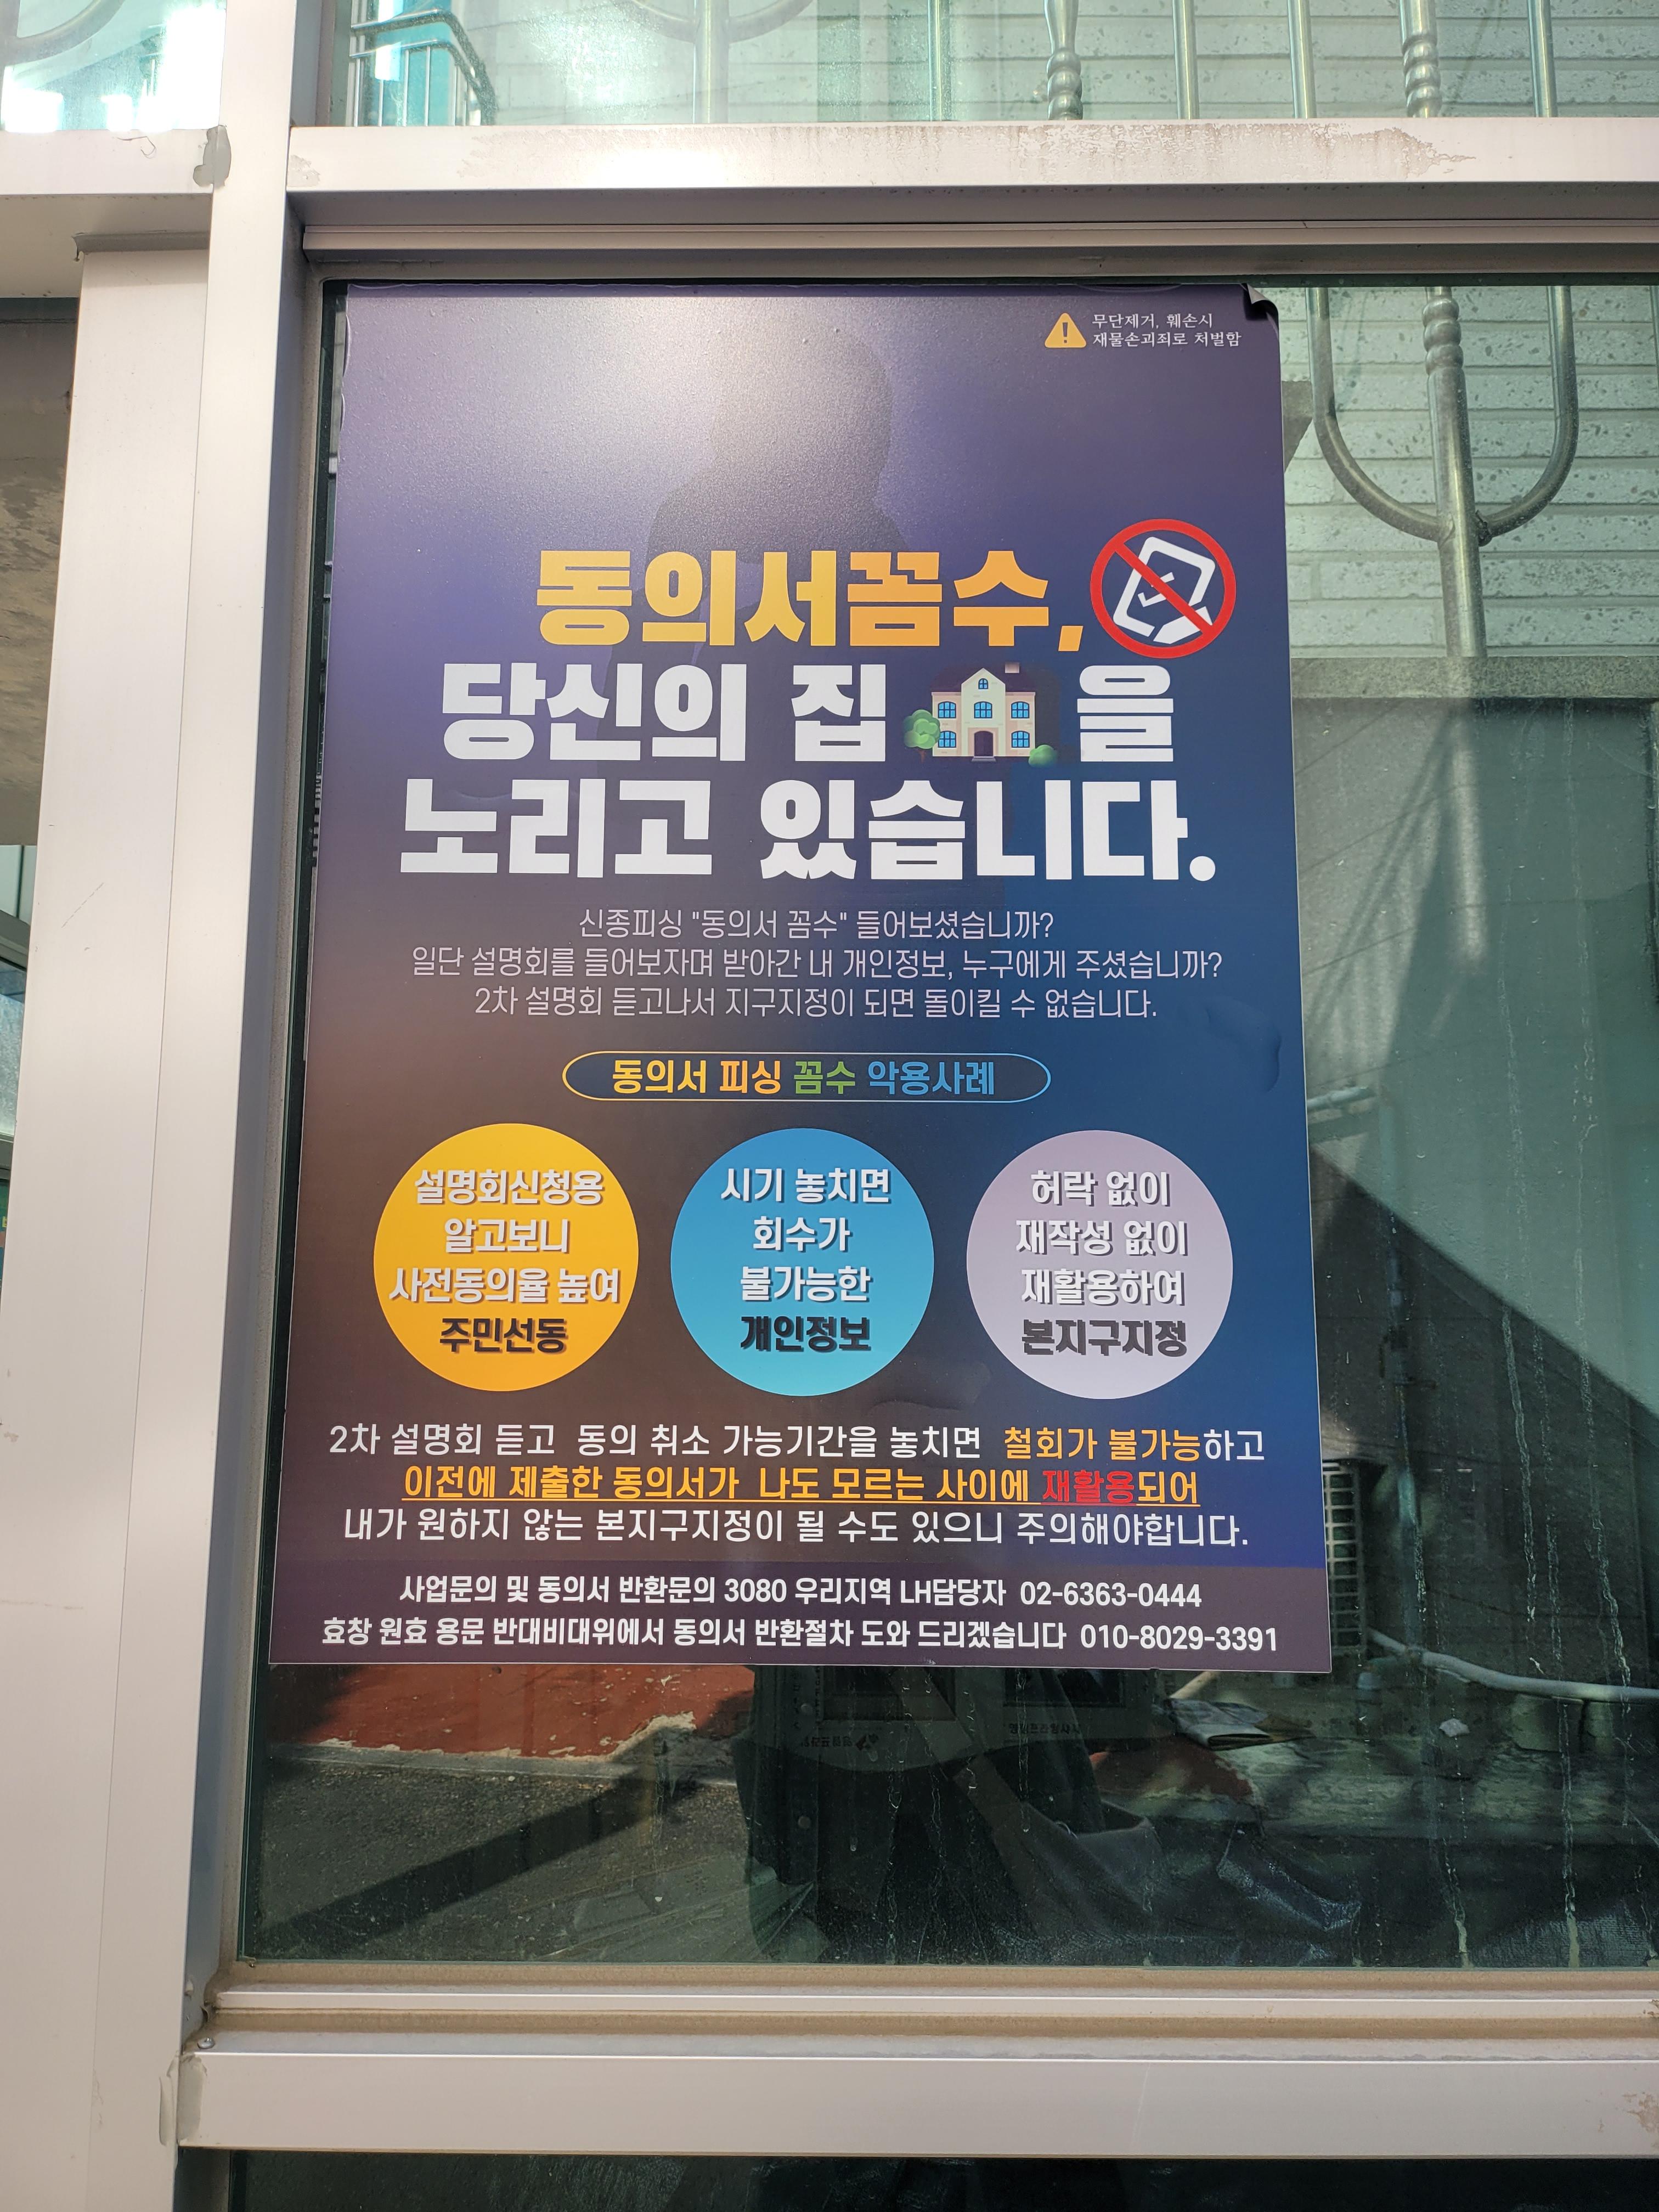 무단제거, 훼손시
재물손괴죄로 처벌함
동의서꼼수,
당신의 집 을
노리고 있습니다.
신종피싱 "동의서 꼼수" 들어보셨습니까?
일단 설명회를 들어보자며 받아간 내 개인정보, 누구에게 주셨습니까?
2차 설명회 듣고나서 지구지정이 되면 돌이킬 수 없습니다.
동의서 피싱 꼼수 악용사례
설명회신청용
알고보니
사전동의율 높여
주민선동
시기 놓치면
회수가
불가능한
개인정보
허락 없이
재작성 없이
재활용하여
본지구지정
2차 설명회 듣고 동의 취소 가능기간을 놓치면 철회가 불가능하고
이전에 제출한 동의서가 나도 모르는 사이에 재활용되어
내가 원하지 않는 본지구지정이 될 수도 있으니 주의해야합니다.
사업문의 및 동의서 반환문의 3080 우리지역 LH담당자 02-6363-0444
효창 원효 용문 반대비대위에서 동의서 반환절차 도와 드리겠습니다 010-8029-3391